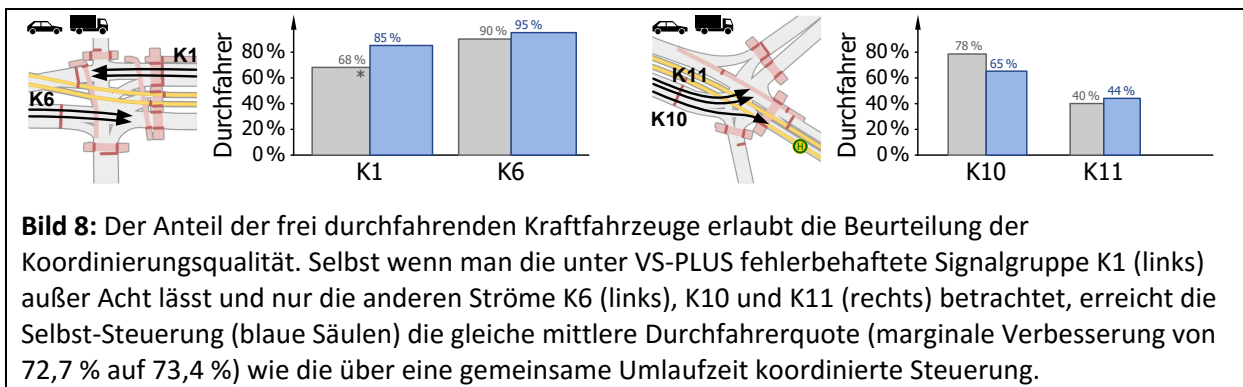 K1
K6
Durchfahrer
80 %
60 %
40 %
20 %
0 %
68 %
*
85 %
90 %
95 %
K1
K6
K11
K10
H
Durchfahrer
80 %
60 %
40 %
20 %
0 %
78 %
65 %
40 %
44 %
K10
K11
Bild 8: Der Anteil der frei durchfahrenden Kraftfahrzeuge erlaubt die Beurteilung der
Koordinierungsqualität. Selbst wenn man die unter VS-PLUS fehlerbehaftete Signalgruppe K1 (links)
außer Acht lässt und nur die anderen Ströme K6 (links), K10 und K11 (rechts) betrachtet, erreicht die
Selbst-Steuerung (blaue Säulen) die gleiche mittlere Durchfahrerquote (marginale Verbesserung von
72,7 % auf 73,4 %) wie die über eine gemeinsame Umlaufzeit koordinierte Steuerung.